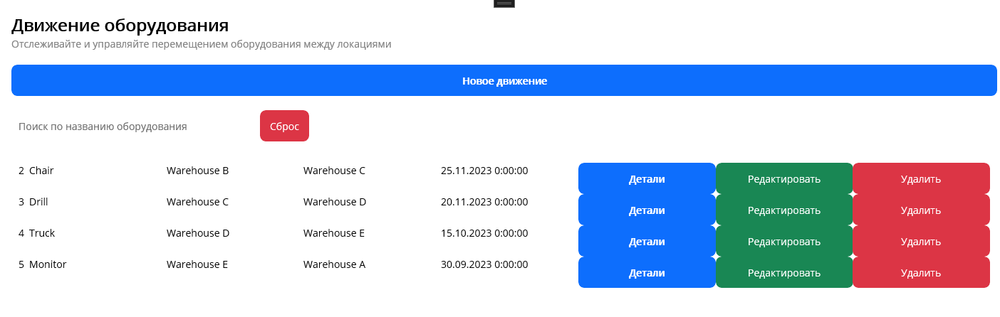 Движение оборудования
Отслеживайте и управляйте перемещением оборудования между локациями
Новое движение
Поиск по названию оборудования Сброс
2 Chair Warehouse B Warehouse C 25.11.2023 0:00:00 Детали Редактировать Удалить
3 Drill Warehouse C Warehouse D 20.11.2023 0:00:00 Детали Редактировать Удалить
4 Truck Warehouse D Warehouse E 15.10.2023 0:00:00 Детали Редактировать Удалить
5 Monitor Warehouse E Warehouse A 30.09.2023 0:00:00 Детали Редактировать Удалить